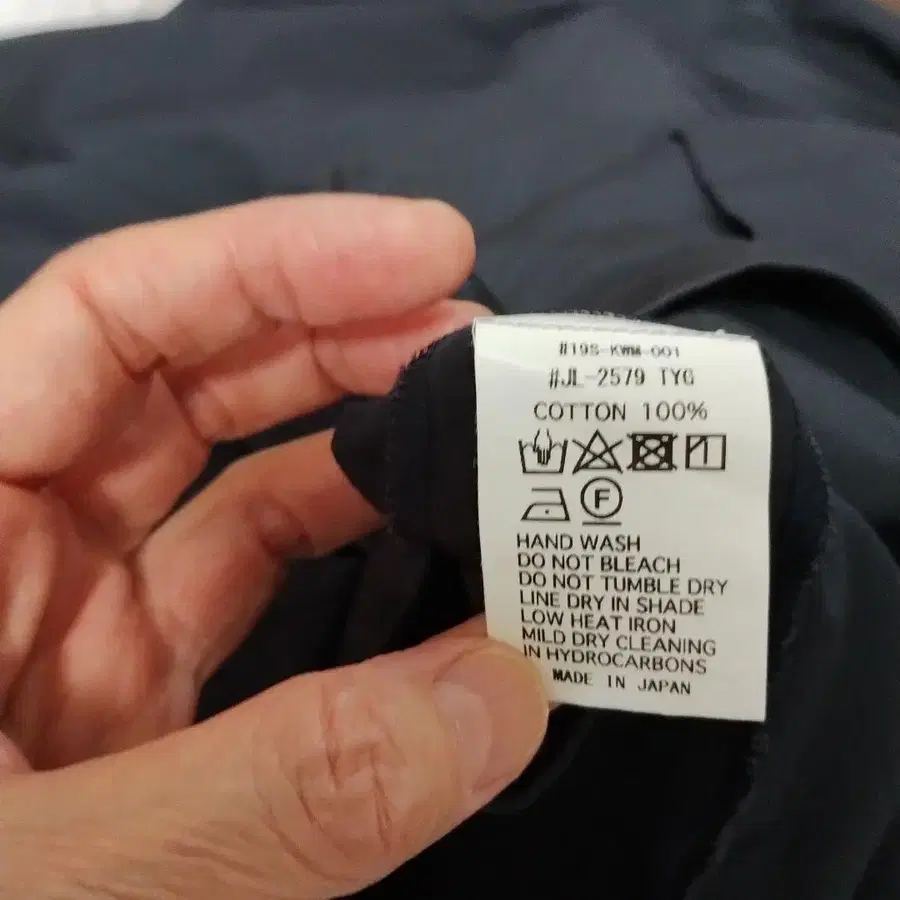 #19S-KWM-001
#JL-2579 TYG
COTTON 100%
F
HAND WASH
DO NOT BLEACH
DO NOT TUMBLE DRY
LINE DRY IN SHADE
LOW HEAT IRON
MILD DRY CLEANING
IN HYDROCARBONS
MADE IN JAPAN